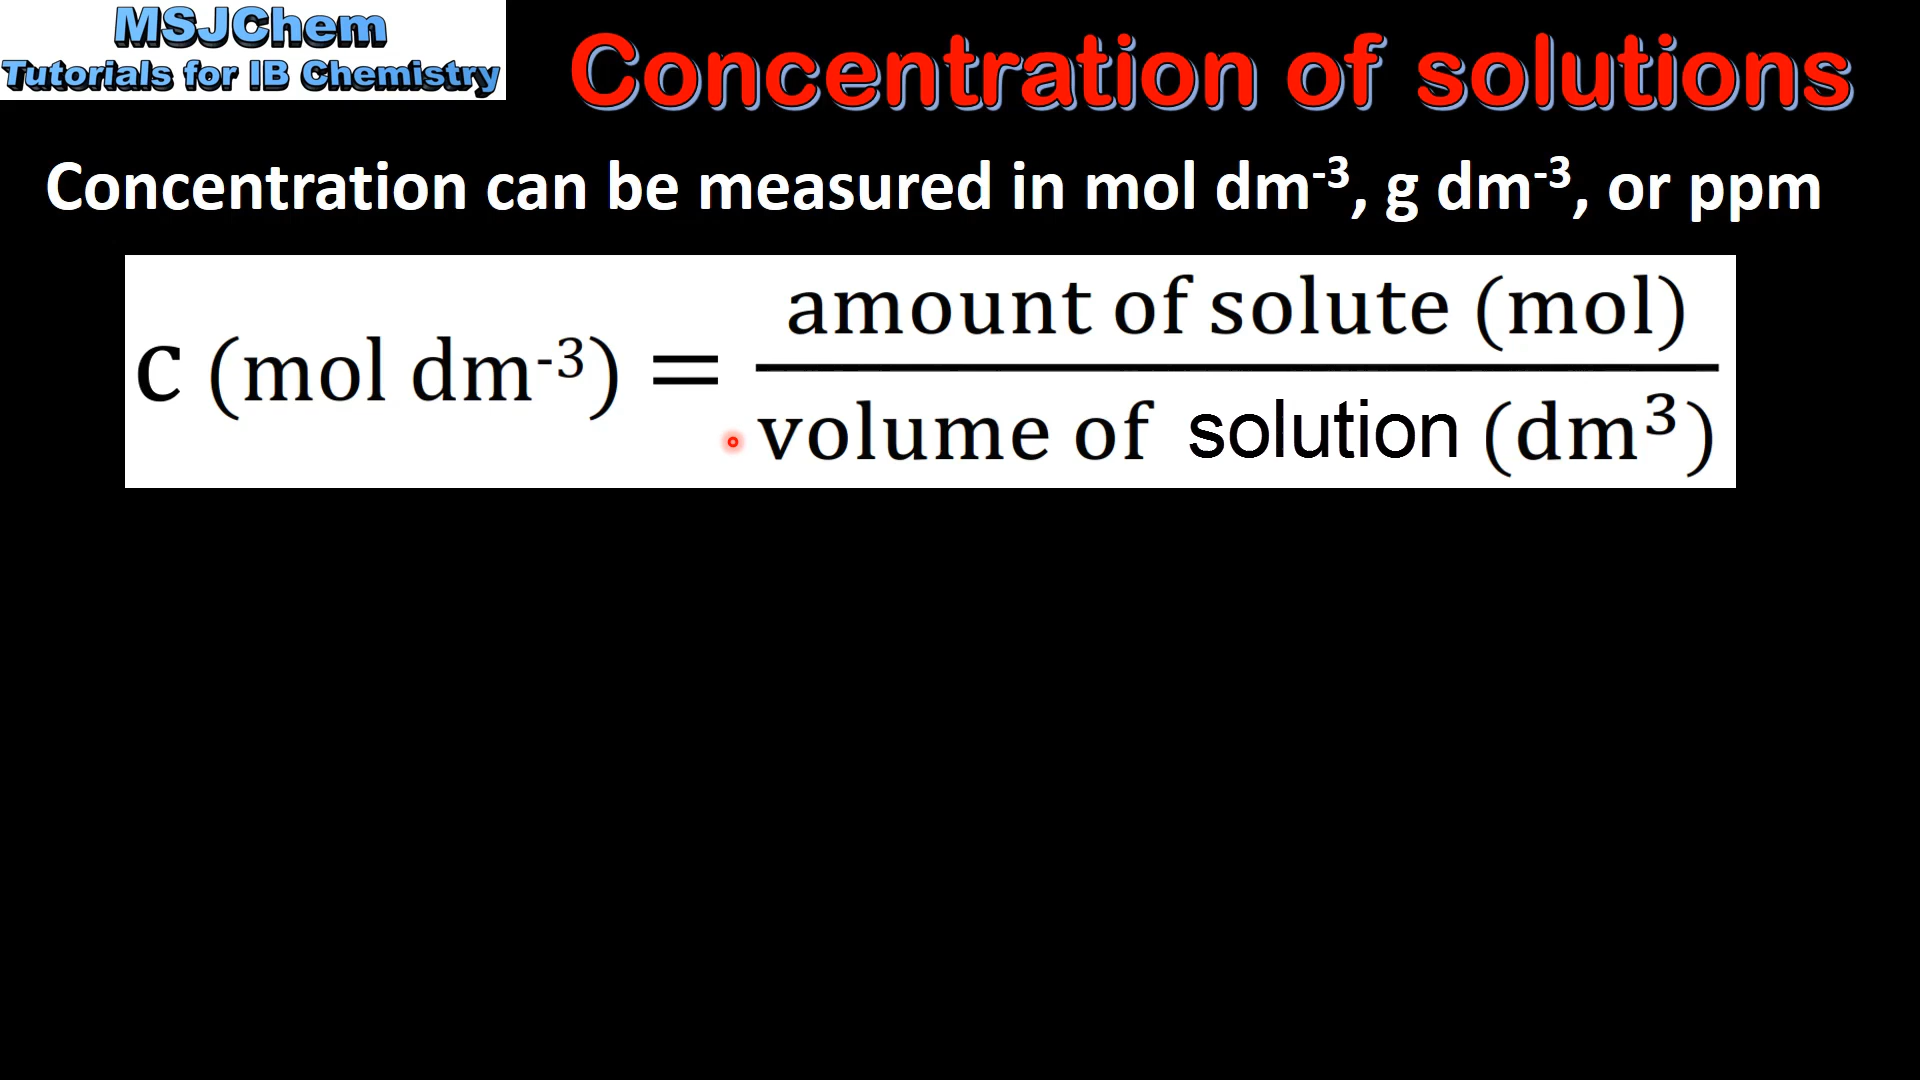 MSJChem
Tutorials for IB Chemistry
Concentration of solutions
Concentration can be measured in mol dm⁻³, g dm⁻³, or ppm
c (mol dm⁻³) = amount of solute (mol)
volume of solution (dm³)